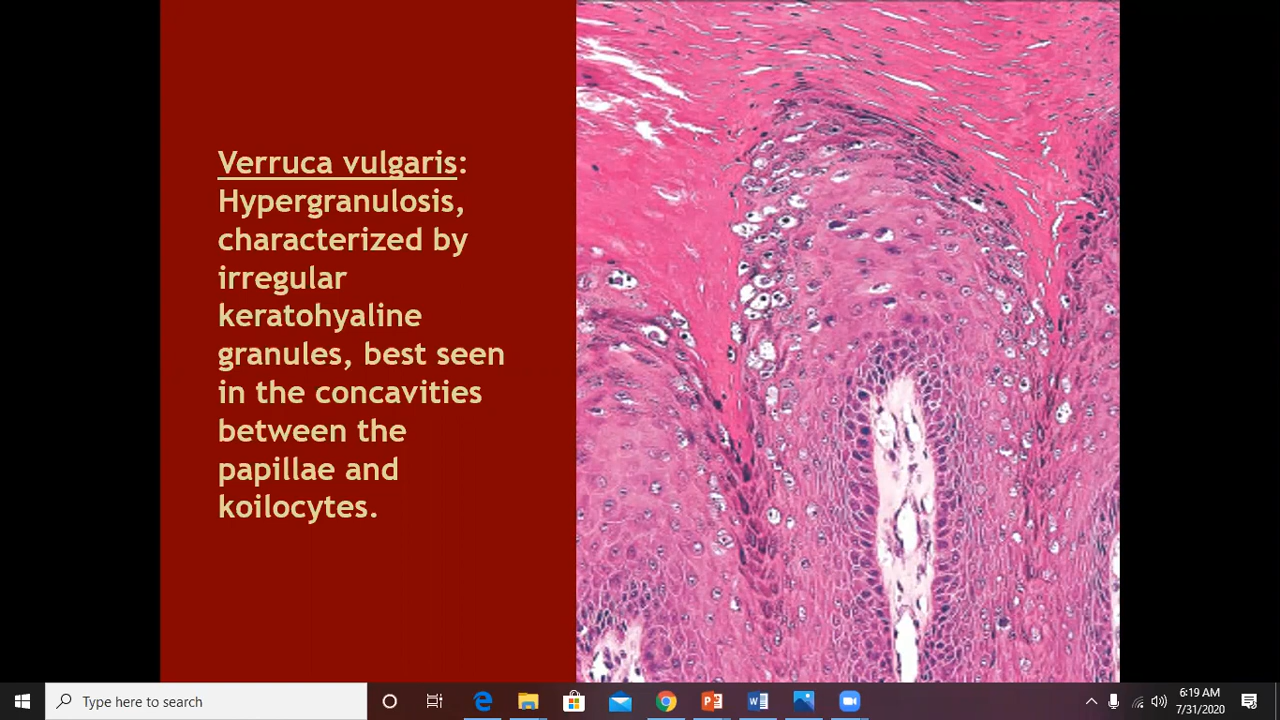 Verruca vulgaris:
Hypergranulosis,
characterized by
irregular
keratohyaline
granules, best seen
in the concavities
between the
papillae and
koilocytes.
Type here to search
6:19 AM
7/31/2020